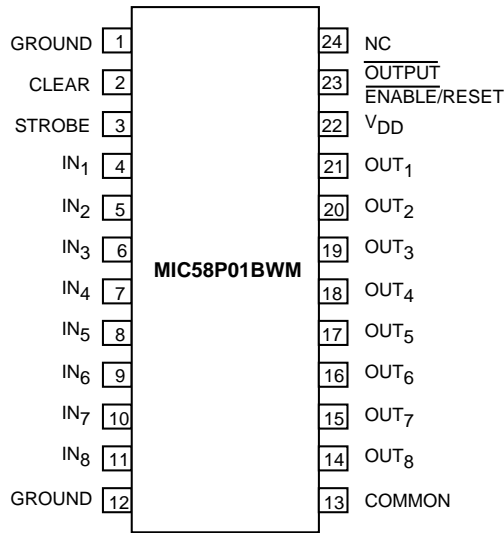 GROUND 1 24 NC
CLEAR 2 23 OUTPUT
ENABLE/RESET
STROBE 3 22 VDD
IN1 4 21 OUT1
IN2 5 20 OUT2
IN3 6 19 OUT3
MIC58P01BWM
IN4 7 18 OUT4
IN5 8 17 OUT5
IN6 9 16 OUT6
IN7 10 15 OUT7
IN8 11 14 OUT8
GROUND 12 13 COMMON